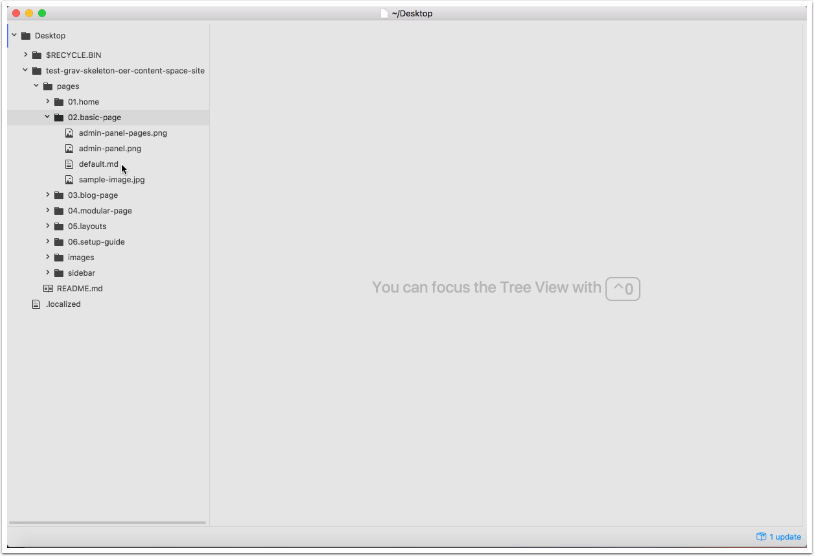 ~/Desktop
Desktop
$RECYCLE.BIN
test-grav-skeleton-oer-content-space-site
pages
01.home
02.basic-page
admin-panel-pages.png
admin-panel.png
default.md
sample-image.jpg
03.blog-page
04.modular-page
05.layouts
06.setup-guide
images
sidebar
README.md
.localized
You can focus the Tree View with ^0
1 update